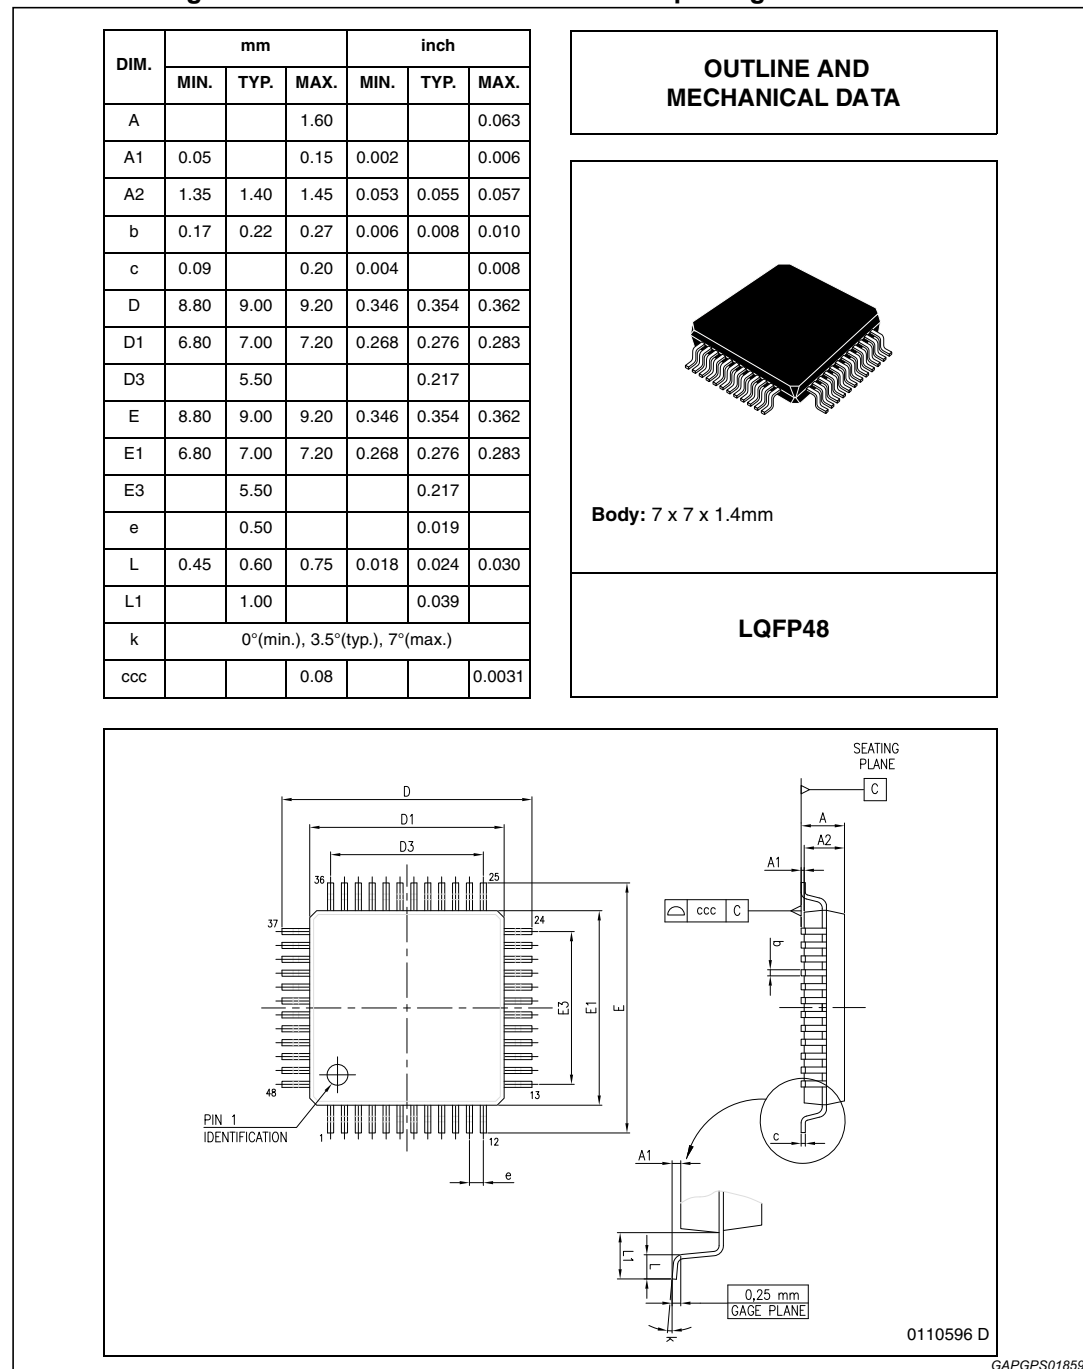 DIM. mm inch
MIN. TYP. MAX. MIN. TYP. MAX.
A 1.60 0.063
A1 0.05 0.15 0.002 0.006
A2 1.35 1.40 1.45 0.053 0.055 0.057
b 0.17 0.22 0.27 0.006 0.008 0.010
c 0.09 0.20 0.004 0.008
D 8.80 9.00 9.20 0.346 0.354 0.362
D1 6.80 7.00 7.20 0.268 0.276 0.283
D3 5.50 0.217
E 8.80 9.00 9.20 0.346 0.354 0.362
E1 6.80 7.00 7.20 0.268 0.276 0.283
E3 5.50 0.217
e 0.50 0.019
L 0.45 0.60 0.75 0.018 0.024 0.030
L1 1.00 0.039
k 0°(min.), 3.5°(typ.), 7°(max.)
ccc 0.08 0.0031
OUTLINE AND
MECHANICAL DATA
Body: 7 x 7 x 1.4mm
LQFP48
D
D1
D3
36
25
37
24
E3
E1
E
48
13
PIN 1
IDENTIFICATION
1
12
e
SEATING
PLANE
C
A
A2
A1
ccc C
b
c
A1
L1
L
0,25 mm
GAGE PLANE
k
0110596 D
GAPGPS01859